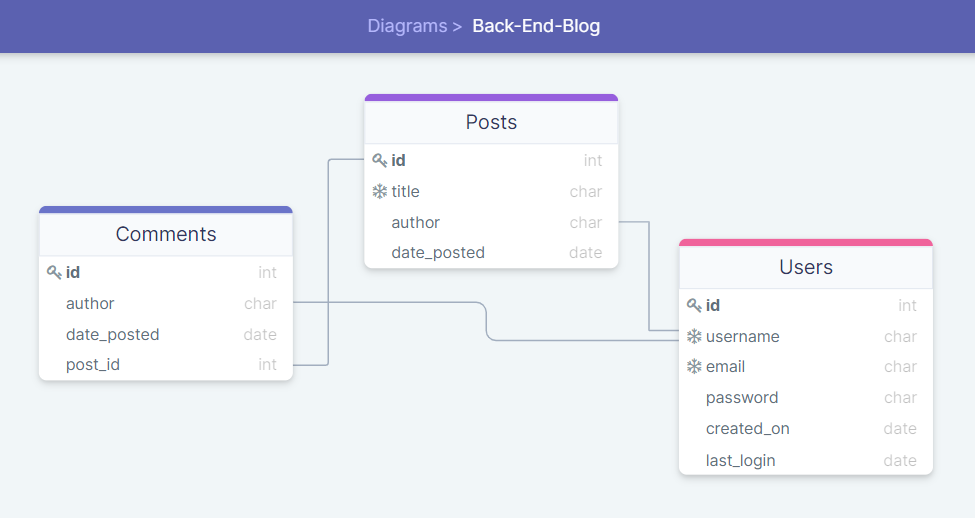 Diagrams > Back-End-Blog
Posts
id int
title char
author char
date_posted date
Comments
id int
author char
date_posted date
post_id int
Users
id int
username char
email char
password char
created_on date
last_login date